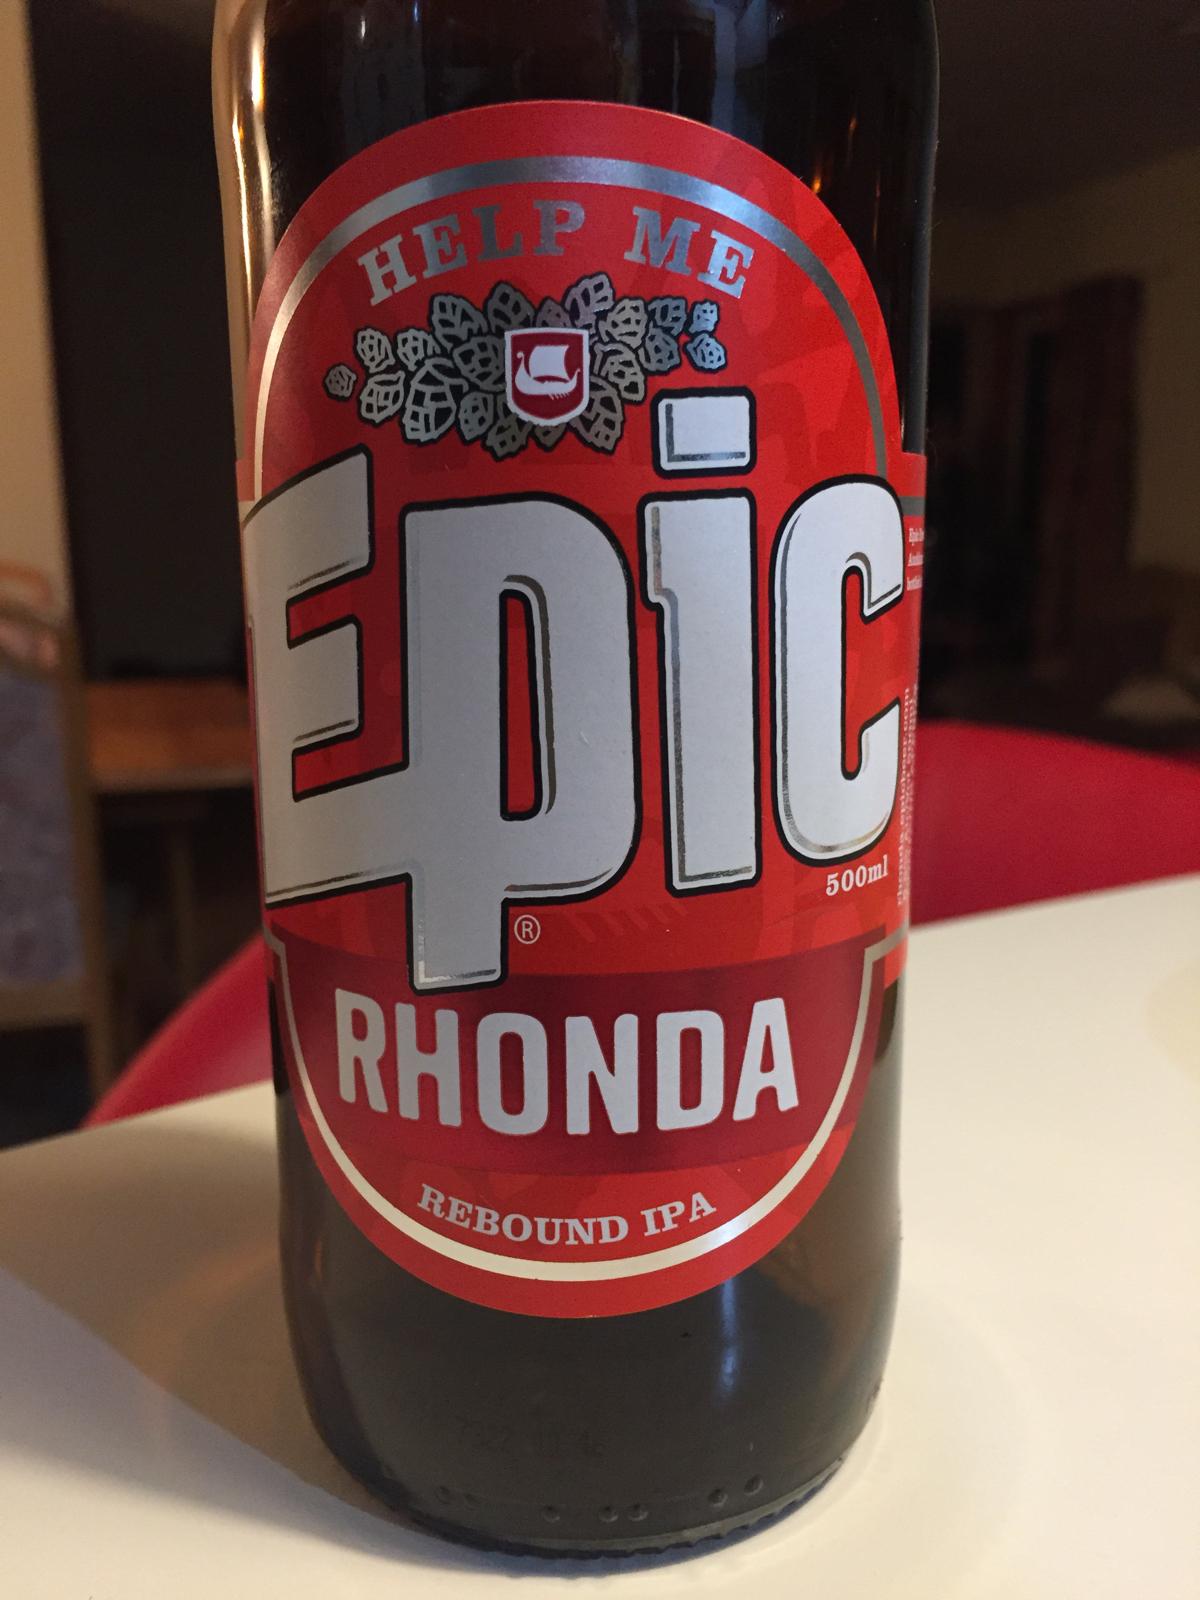 HELP ME
Epic
500ml
®
RHONDA
REBOUND IPA